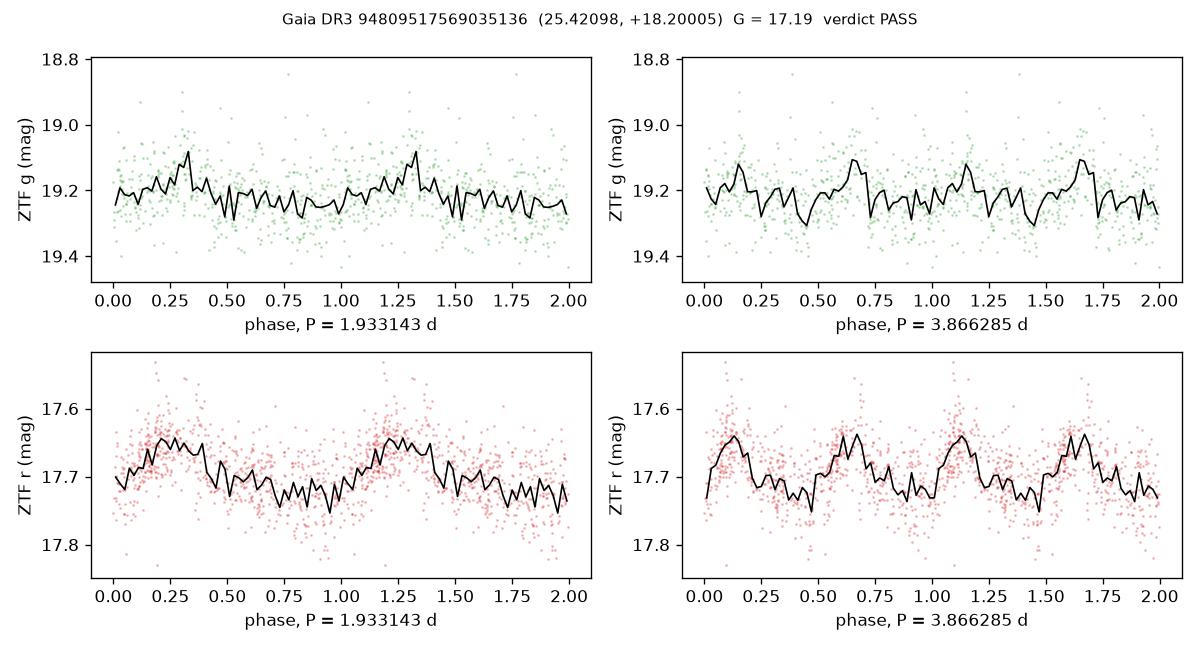 Gaia DR3 94809517569035136 (25.42098, +18.20005) G = 17.19 verdict PASS
18.8
19.0
19.2
19.4
ZTF g (mag)
0.00 0.25 0.50 0.75 1.00 1.25 1.50 1.75 2.00
phase, P = 1.933143 d
18.8
19.0
19.2
19.4
ZTF g (mag)
0.00 0.25 0.50 0.75 1.00 1.25 1.50 1.75 2.00
phase, P = 3.866285 d
17.6
17.7
17.8
ZTF r (mag)
0.00 0.25 0.50 0.75 1.00 1.25 1.50 1.75 2.00
phase, P = 1.933143 d
17.6
17.7
17.8
ZTF r (mag)
0.00 0.25 0.50 0.75 1.00 1.25 1.50 1.75 2.00
phase, P = 3.866285 d